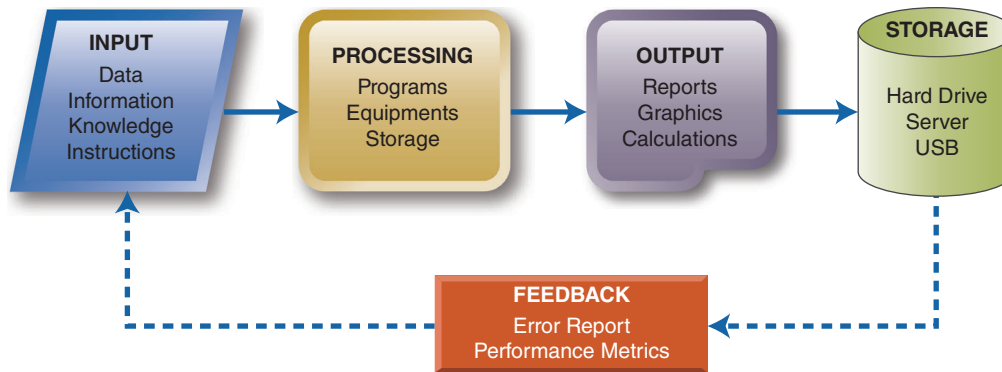 INPUT
Data
Information
Knowledge
Instructions
PROCESSING
Programs
Equipments
Storage
OUTPUT
Reports
Graphics
Calculations
STORAGE
Hard Drive
Server
USB
FEEDBACK
Error Report
Performance Metrics